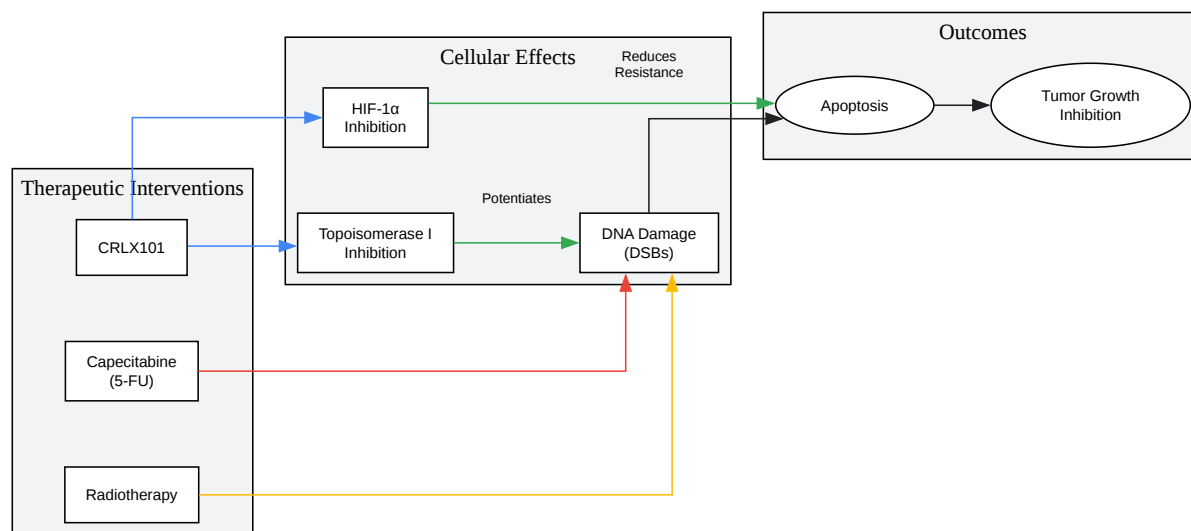 Therapeutic Interventions
CRLX101
Capecitabine
(5-FU)
Radiotherapy
Cellular Effects
Reduces
Resistance
HIF-1α
Inhibition
Potentiates
Topoisomerase I
Inhibition
DNA Damage
(DSBs)
Outcomes
Apoptosis
Tumor Growth
Inhibition